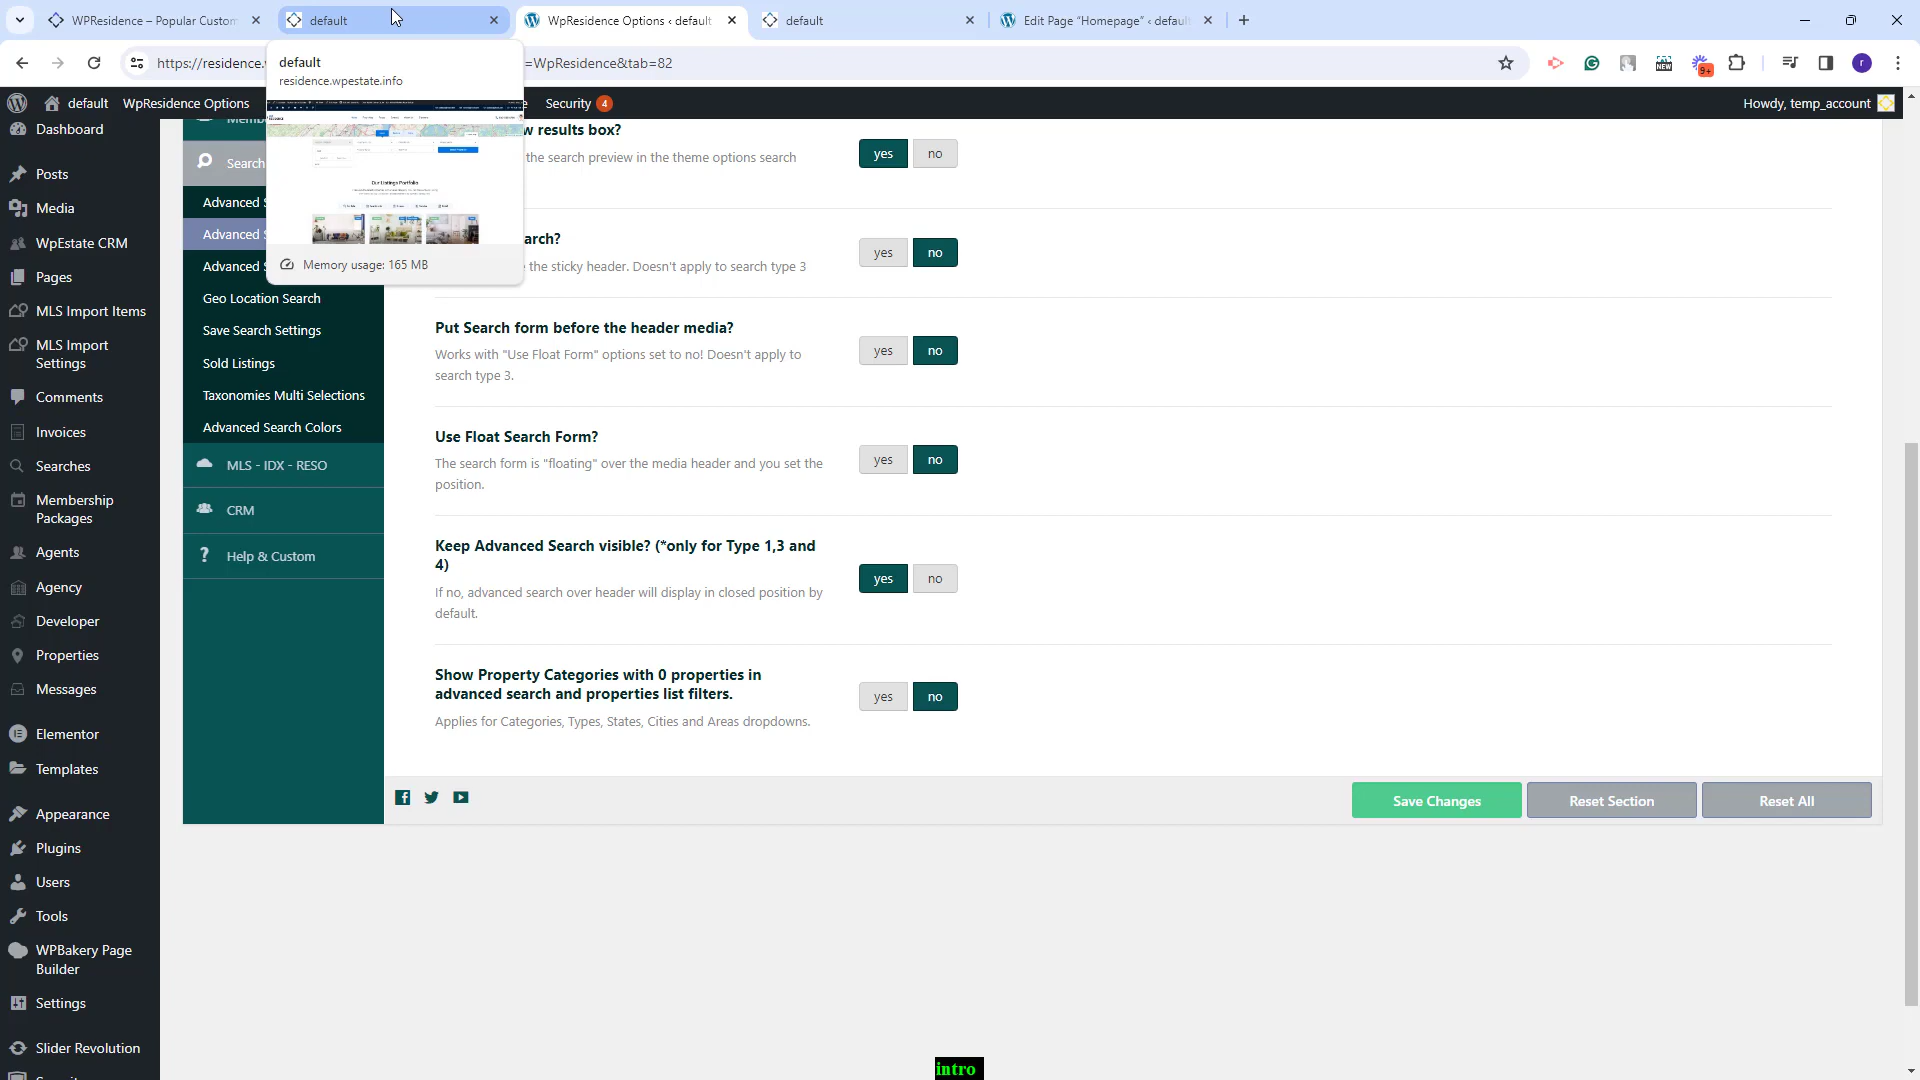 WPResidence – Popular Custom
default
WpResidence Options ‹ default
default
Edit Page “Homepage” ‹ default
https://residence.
=WpResidence&tab=82
9+
default
residence.wpestate.info
Our Listings Portfolio
Memory usage: 165 MB
default
WpResidence Options
Security 4
Howdy, temp_account
Dashboard
Posts
Media
WpEstate CRM
Pages
MLS Import Items
MLS Import
Settings
Comments
Invoices
Searches
Membership
Packages
Agents
Agency
Developer
Properties
Messages
Elementor
Templates
Appearance
Plugins
Users
Tools
WPBakery Page
Builder
Settings
Slider Revolution
Search
Advanced S
Advanced S
Advanced S
Geo Location Search
Save Search Settings
Sold Listings
Taxonomies Multi Selections
Advanced Search Colors
MLS - IDX - RESO
CRM
Help & Custom
w results box?
the search preview in the theme options search
yes no
arch?
the sticky header. Doesn't apply to search type 3
yes no
Put Search form before the header media?
Works with "Use Float Form" options set to no! Doesn't apply to
search type 3.
yes no
Use Float Search Form?
The search form is "floating" over the media header and you set the
position.
yes no
Keep Advanced Search visible? (*only for Type 1,3 and
4)
If no, advanced search over header will display in closed position by
default.
yes no
Show Property Categories with 0 properties in
advanced search and properties list filters.
Applies for Categories, Types, States, Cities and Areas dropdowns.
yes no
Save Changes
Reset Section
Reset All
intro